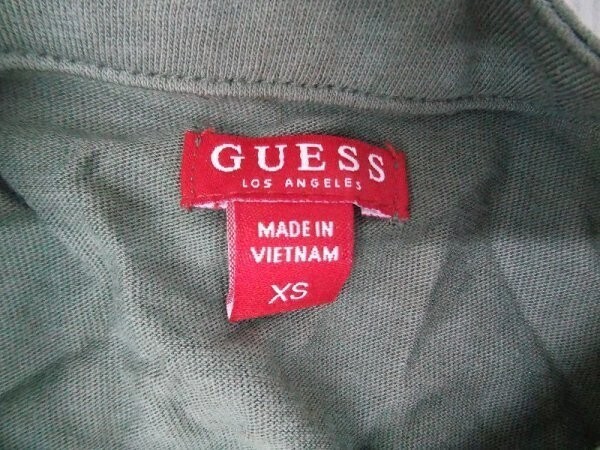 GUESS
LOS ANGELES
MADE IN
VIETNAM
XS